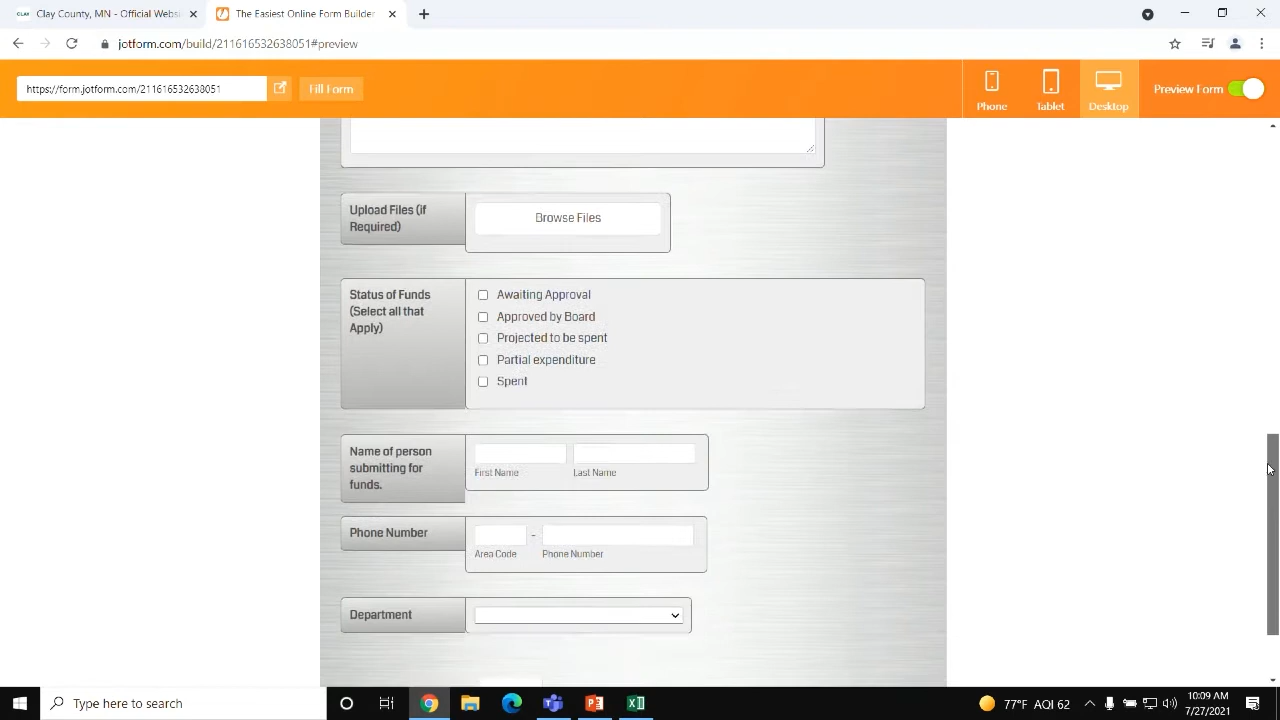 Clay County, MN - Official Websi
The Easiest Online Form Builder
jotform.com/build/211616532638051#preview
https://form.jotform.com/211616532638051
Fill Form
Phone
Tablet
Desktop
Preview Form
Upload Files (if
Required)
Browse Files
Status of Funds
(Select all that
Apply)
Awaiting Approval
Approved by Board
Projected to be spent
Partial expenditure
Spent
Name of person
submitting for
funds.
First Name
Last Name
Phone Number
-
Area Code
Phone Number
Department
Type here to search
77°F AQI 62
10:09 AM
7/27/2021